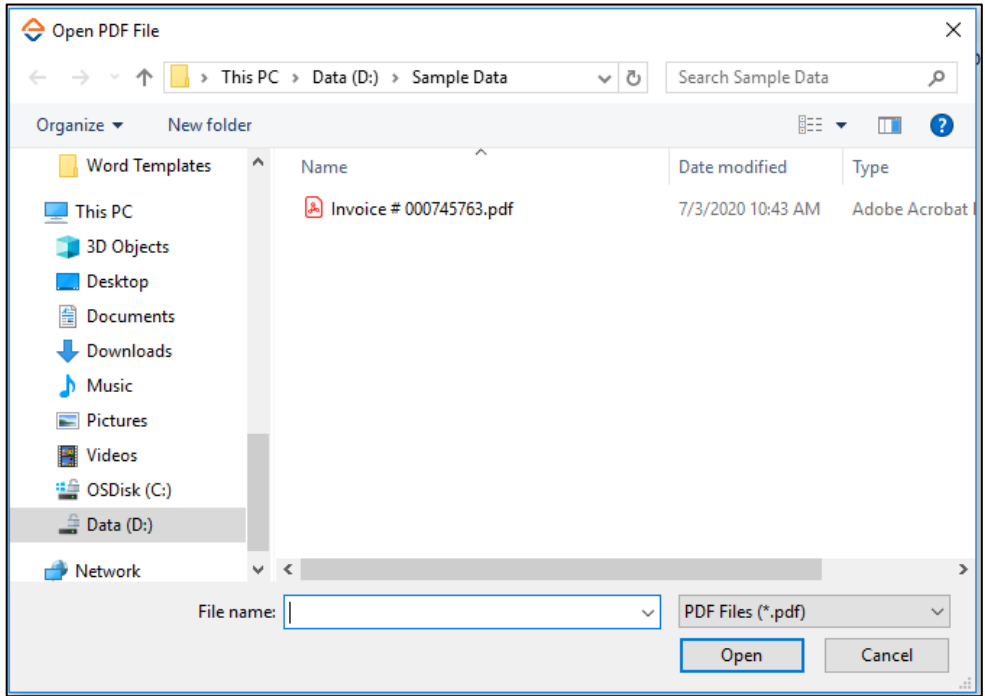 Open PDF File
This PC > Data (D:) > Sample Data
Search Sample Data
Organize
New folder
Name
Date modified
Type
Word Templates
This PC
3D Objects
Desktop
Documents
Downloads
Music
Pictures
Videos
OSDisk (C:)
Data (D:)
Network
Invoice # 000745763.pdf
7/3/2020 10:43 AM
Adobe Acrobat
File name:
PDF Files (*.pdf)
Open
Cancel